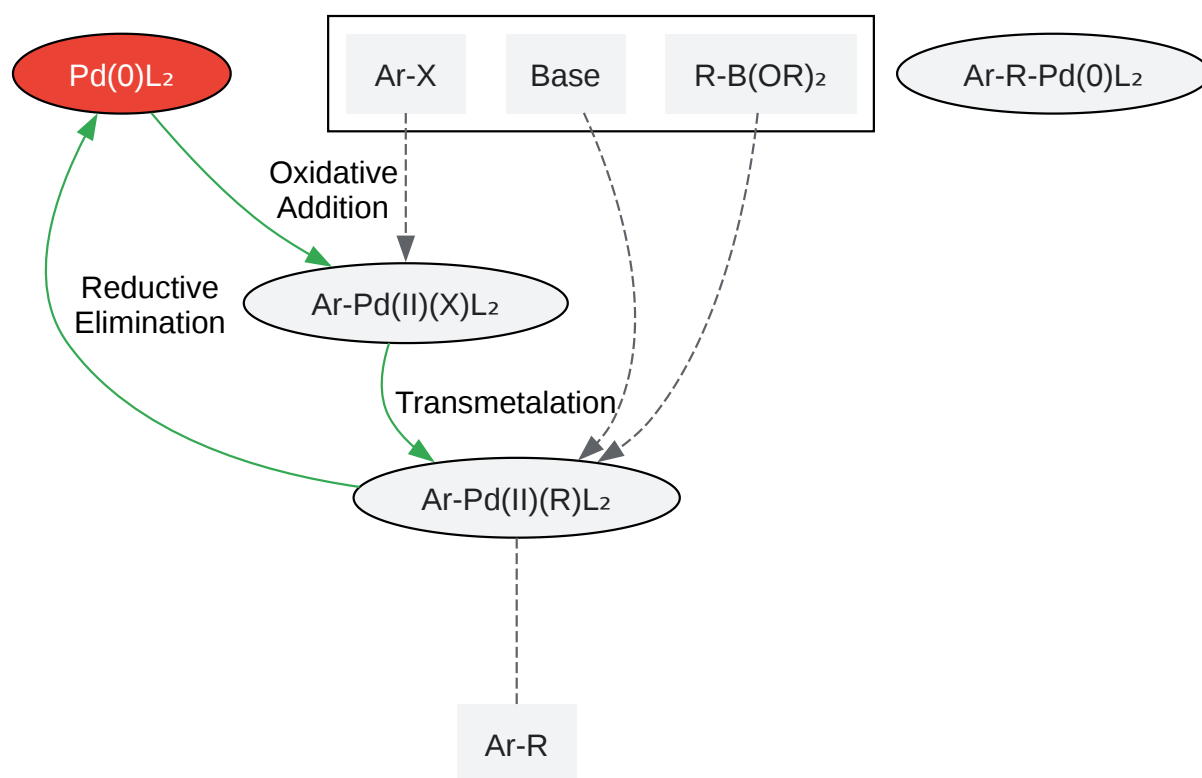 Pd(0)L₂
Ar-X
Base
R-B(OR)₂
Ar-R-Pd(0)L₂
Oxidative
Addition
Reductive
Elimination
Ar-Pd(II)(X)L₂
Transmetalation
Ar-Pd(II)(R)L₂
Ar-R